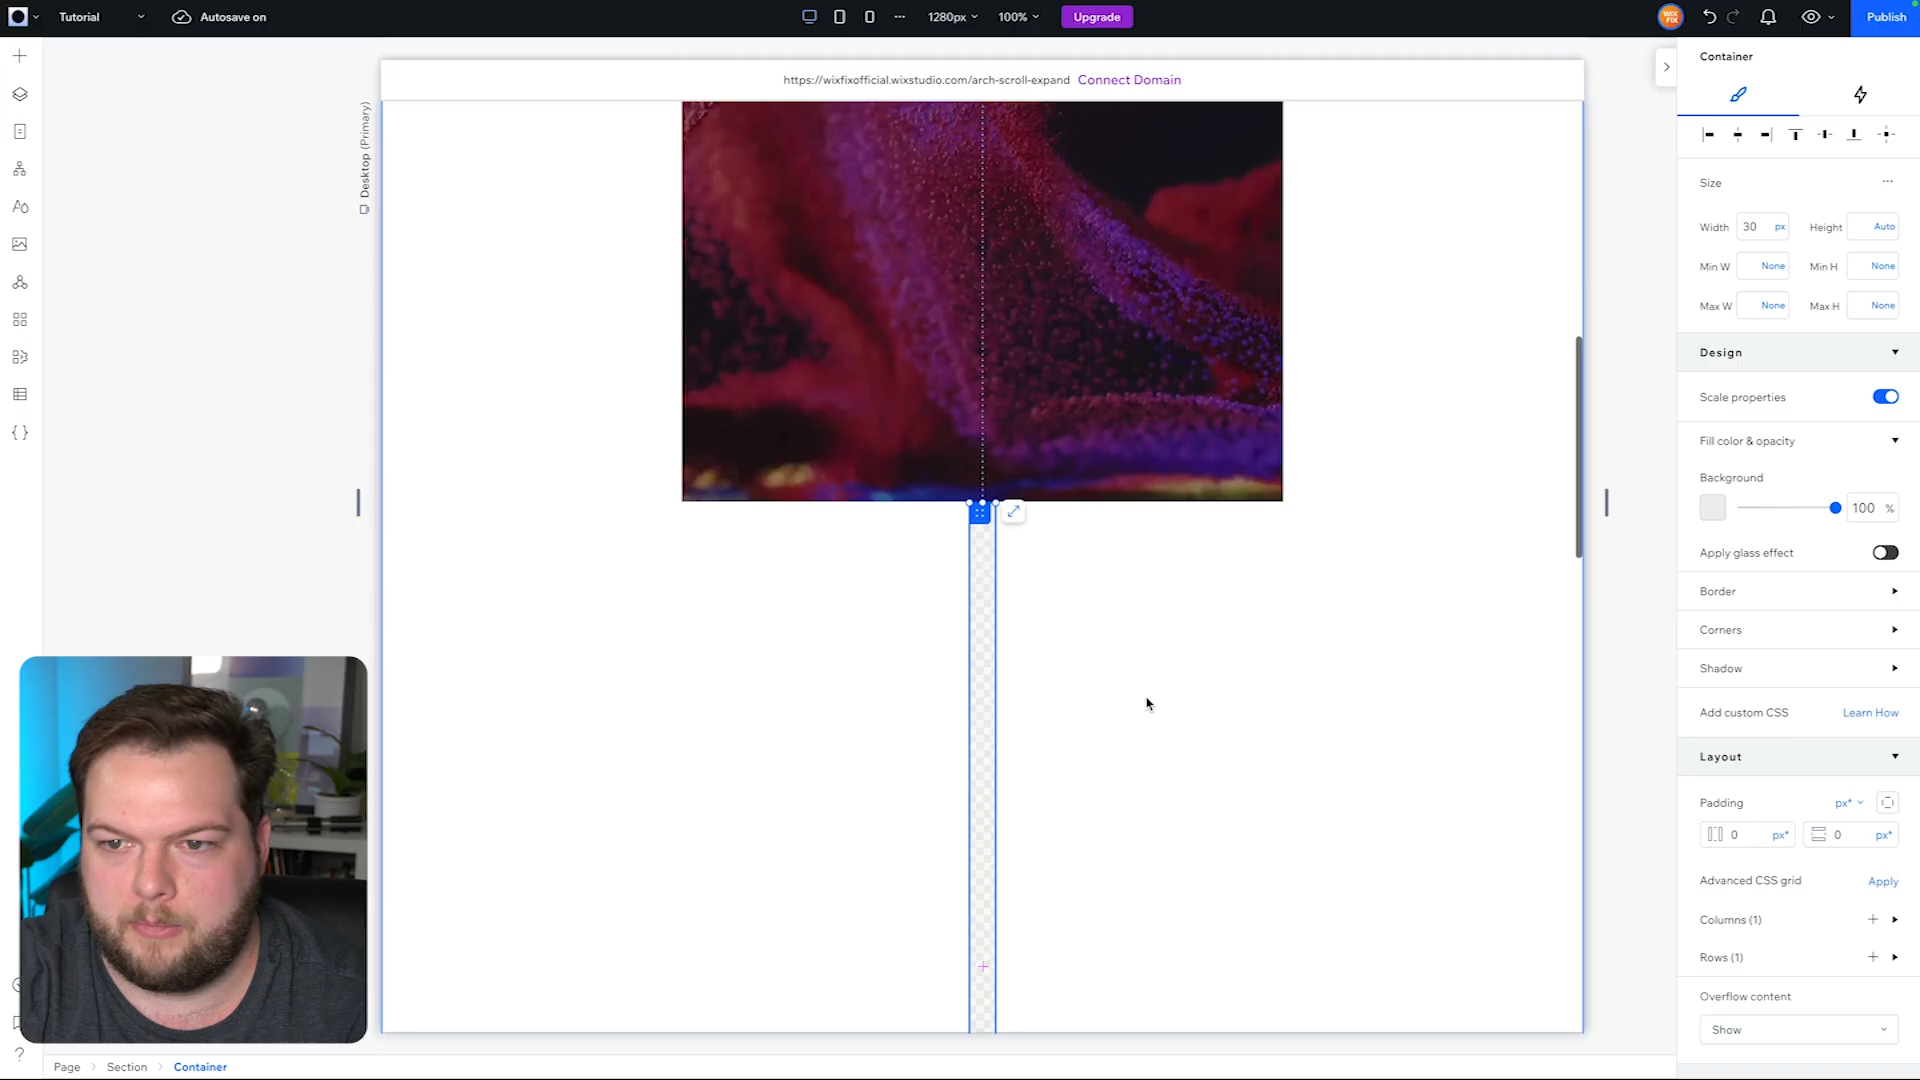 Tutorial
Autosave on
1280px
100%
Upgrade
WIX
FIX
Publish
https://wixfixofficial.wixstudio.com/arch-scroll-expand Connect Domain
Desktop (Primary)
Container
Size
Width 30 px Height Auto
Min W None Min H None
Max W None Max H None
Design
Scale properties
Fill color & opacity
Background
100 %
Apply glass effect
Border
Corners
Shadow
Add custom CSS Learn How
Layout
Padding px*
0 px* 0 px*
Advanced CSS grid Apply
Columns (1)
Rows (1)
Overflow content
Show
Page Section Container